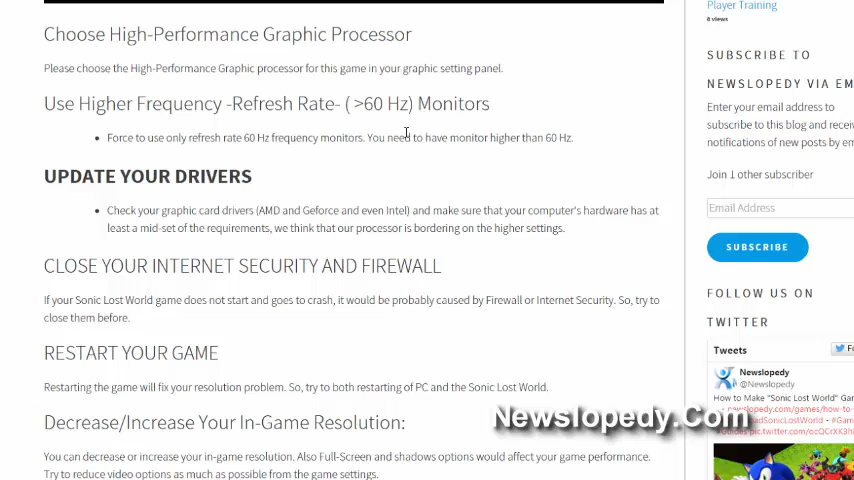 Choose High-Performance Graphic Processor
Please choose the High-Performance Graphic processor for this game in your graphic setting panel.
Use Higher Frequency -Refresh Rate- ( >60 Hz) Monitors
Force to use only refresh rate 60 Hz frequency monitors. You need to have monitor higher than 60 Hz.
UPDATE YOUR DRIVERS
Check your graphic card drivers (AMD and Geforce and even Intel) and make sure that your computer's hardware has at
least a mid-set of the requirements, we think that our processor is bordering on the higher settings.
CLOSE YOUR INTERNET SECURITY AND FIREWALL
If your Sonic Lost World game does not start and goes to crash, it would be probably caused by Firewall or Internet Security. So, try to
close them before.
RESTART YOUR GAME
Restarting the game will fix your resolution problem. So, try to both restarting of PC and the Sonic Lost World.
Decrease/Increase Your In-Game Resolution:
You can decrease or increase your in-game resolution. Also Full-Screen and shadows options would affect your game performance.
Try to reduce video options as much as possible from the game settings.
Player Training
8 views
SUBSCRIBE TO
NEWSLOPEDY VIA EM
Enter your email address to
subscribe to this blog and receiv
notifications of new posts by em
Join 1 other subscriber
Email Address
SUBSCRIBE
FOLLOW US ON
TWITTER
Tweets
Fo
Newslopedy
@Newslopedy
How to Make "Sonic Lost World" Gam
newslopedy.com/games/how-to-
pic.twitter.com/
Newslopedy.Com